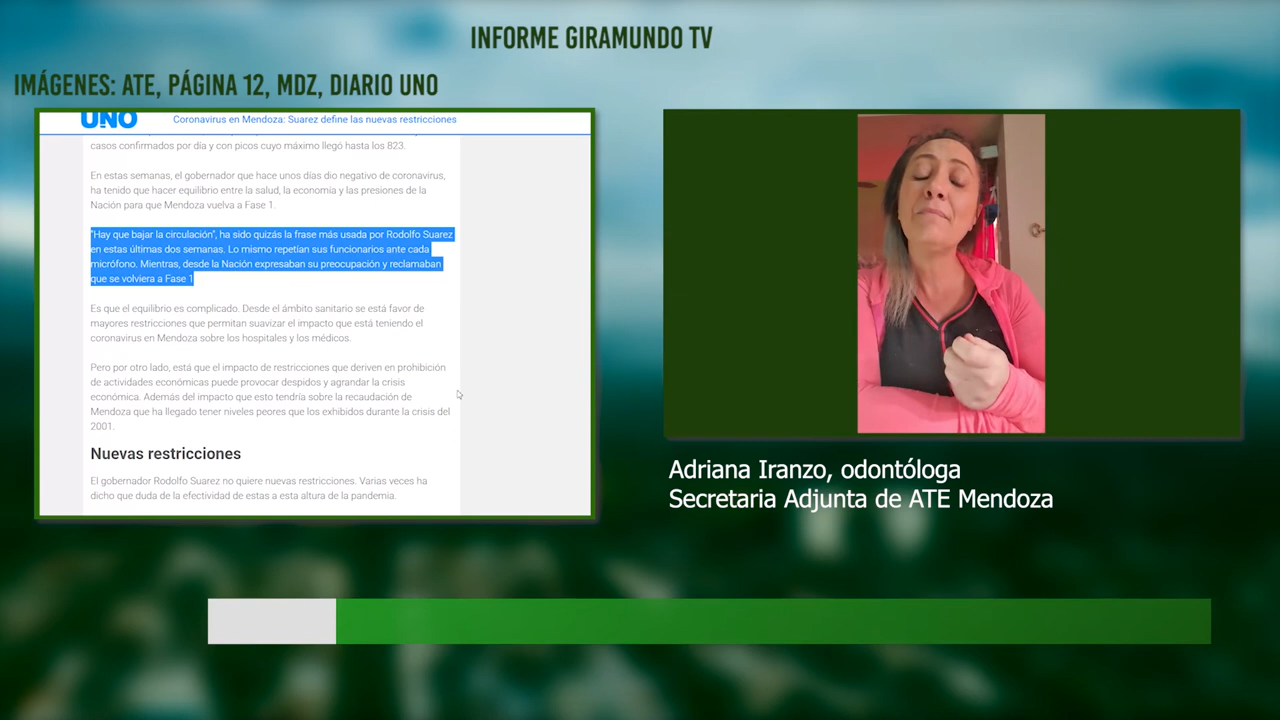 INFORME GIRAMUNDO TV
IMÁGENES: ATE, PÁGINA 12, MDZ, DIARIO UNO
UNO
Coronavirus en Mendoza: Suarez define las nuevas restricciones
casos confirmados por día y con picos cuyo máximo llegó hasta los 823.
En estas semanas, el gobernador que hace unos días dio negativo de coronavirus,
ha tenido que hacer equilibrio entre la salud, la economía y las presiones de la
Nación para que Mendoza vuelva a Fase 1.
"Hay que bajar la circulación", ha sido quizás la frase más usada por Rodolfo Suarez
en estas últimas dos semanas. Lo mismo repetían sus funcionarios ante cada
micrófono. Mientras, desde la Nación expresaban su preocupación y reclamaban
que se volviera a Fase 1
Es que el equilibrio es complicado. Desde el ámbito sanitario se está favor de
mayores restricciones que permitan suavizar el impacto que está teniendo el
coronavirus en Mendoza sobre los hospitales y los médicos.
Pero por otro lado, está que el impacto de restricciones que deriven en prohibición
de actividades económicas puede provocar despidos y agrandar la crisis
económica. Además del impacto que esto tendría sobre la recaudación de
Mendoza que ha llegado tener niveles peores que los exhibidos durante la crisis del
2001.
Nuevas restricciones
El gobernador Rodolfo Suarez no quiere nuevas restricciones. Varias veces ha
dicho que duda de la efectividad de estas a esta altura de la pandemia.
Adriana Iranzo, odontóloga
Secretaria Adjunta de ATE Mendoza